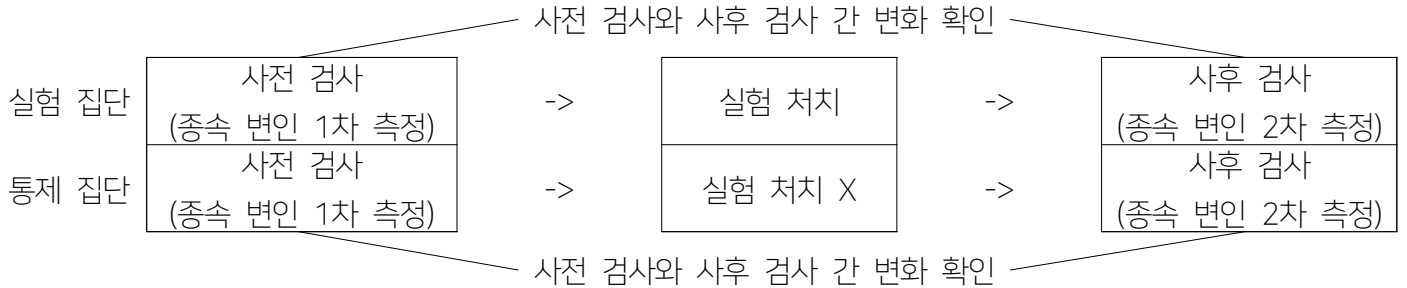 사전 검사와 사후 검사 간 변화 확인
실험 집단
사전 검사
(종속 변인 1차 측정)
->
실험 처치
->
사후 검사
(종속 변인 2차 측정)
통제 집단
사전 검사
(종속 변인 1차 측정)
->
실험 처치 X
->
사후 검사
(종속 변인 2차 측정)
사전 검사와 사후 검사 간 변화 확인